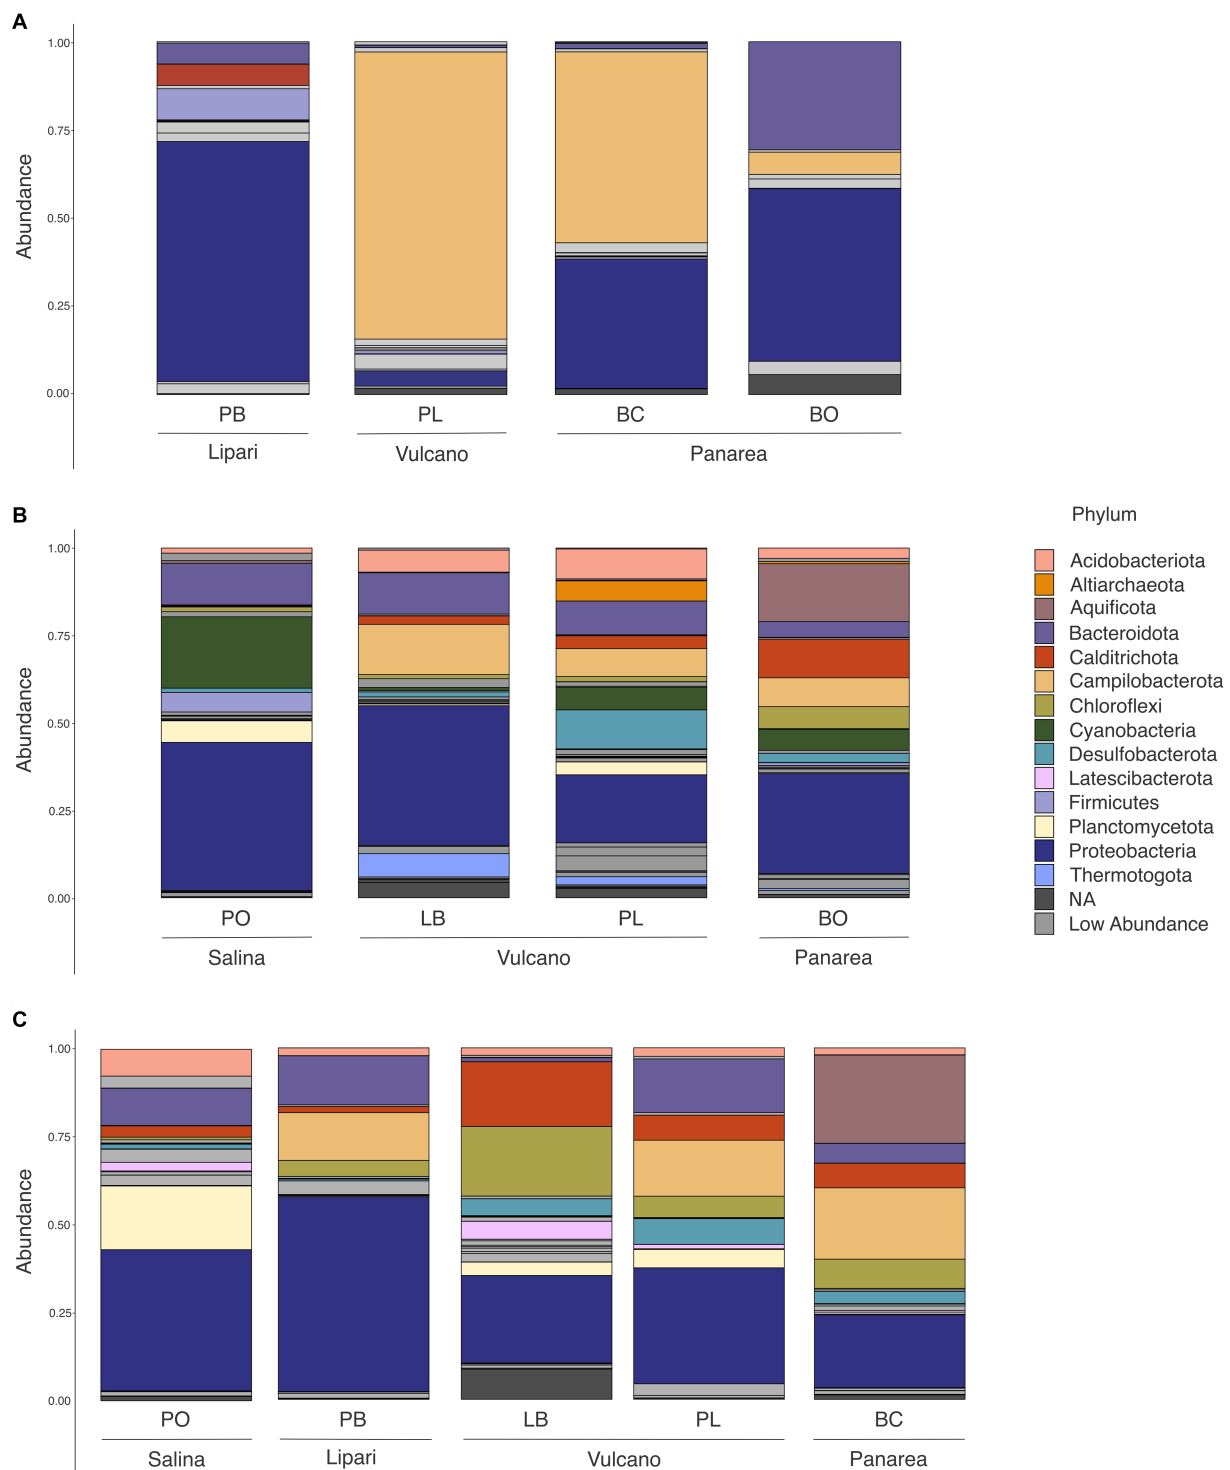 A
Abundance
1.00
0.75
0.50
0.25
0.00
PB PL BC BO
Lipari Vulcano Panarea
B
Abundance
1.00
0.75
0.50
0.25
0.00
PO LB PL BO
Salina Vulcano Panarea
Phylum
Acidobacteriota
Altiarchaeota
Aquificota
Bacteroidota
Calditrichota
Campilobacterota
Chloroflexi
Cyanobacteria
Desulfobacterota
Latescibacterota
Firmicutes
Planctomycetota
Proteobacteria
Thermotogota
NA
Low Abundance
C
Abundance
1.00
0.75
0.50
0.25
0.00
PO PB LB PL BC
Salina Lipari Vulcano Panarea